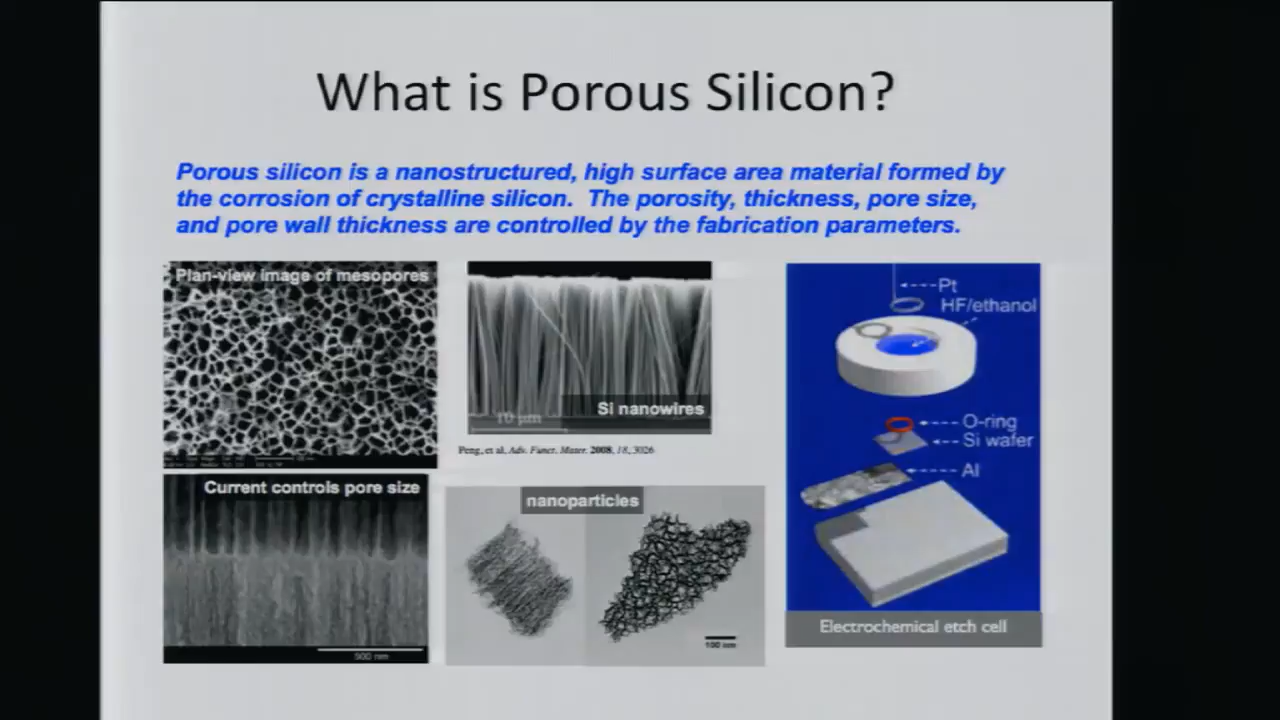 What is Porous Silicon?
Porous silicon is a nanostructured, high surface area material formed by
the corrosion of crystalline silicon. The porosity, thickness, pore size,
and pore wall thickness are controlled by the fabrication parameters.
Plan-view image of mesopores
10 μm
Si nanowires
Peng, et al, Adv. Funct. Mater. 2008, 18, 3026
Current controls pore size
500 nm
nanoparticles
100 nm
Pt
HF/ethanol
O-ring
Si wafer
Al
Electrochemical etch cell